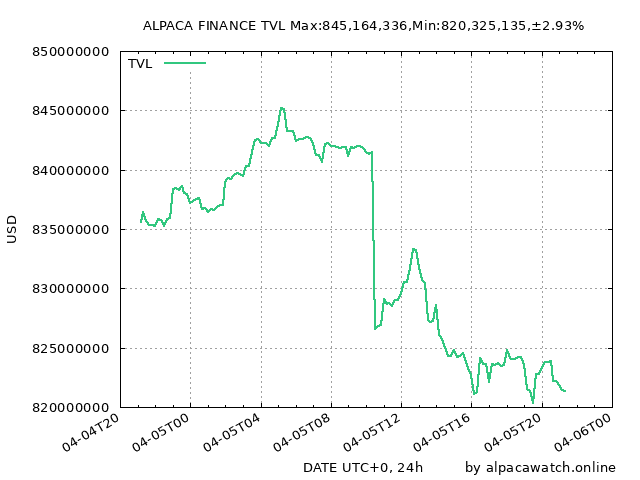 ALPACA FINANCE TVL Max:845,164,336,Min:820,325,135,±2.93%
850000000
TVL
845000000
840000000
835000000
USD
830000000
825000000
820000000
04-04T20 04-05T00 04-05T04 04-05T08 04-05T12 04-05T16 04-05T20 04-06T00
DATE UTC+0, 24h by alpacawatch.online